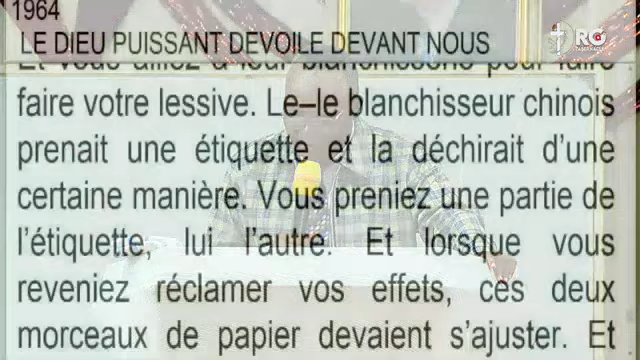 1964
LE DIEU PUISSANT DEVOILE DEVANT NOUS
RG
TABERNACLE
faire votre lessive. Le–le blanchisseur chinois
prenait une étiquette et la déchirait d’une
certaine manière. Vous preniez une partie de
l’étiquette, lui l’autre. Et lorsque vous
reveniez réclamer vos effets, ces deux
morceaux de papier devaient s’ajuster. Et